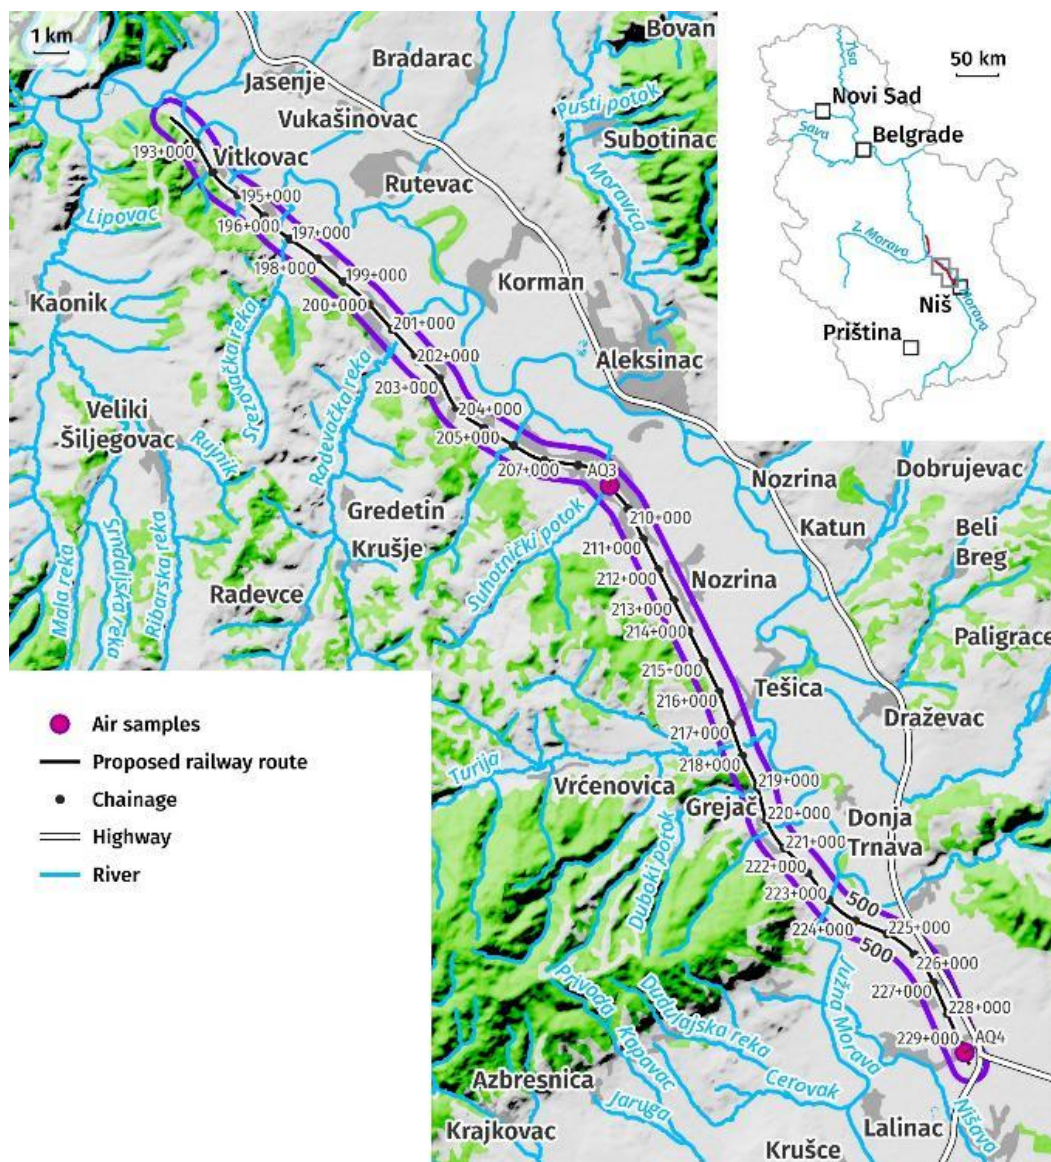 1 km
Bovan
Bradarac
Jasenje
Pusti potok
Vukašinovac
Subotinac
193+000
Vitkovac
Rutevac
Moravica
195+000
Lipovac
196+000
197+000
198+000
199+000
Kaonik
200+000
Korman
201+000
Srezovačka reka
202+000
Aleksinac
203+000
Radevačka reka
204+000
Veliki
Šiljegovac
205+000
Rajnik
207+000
AQ3
Nozrina
Dobrujevac
Gredetin
210+000
Katun
Beli
Breg
211+000
Krušje
Suhotnički potok
212+000
Nozrina
Mala reka
Srndaljska reka
Ribarska reka
Radevce
213+000
214+000
Paligrace
215+000
Tešica
216+000
Draževac
217+000
218+000
Turija
Vrćenovica
219+000
Grejač
220+000
Donja
Trnava
221+000
222+000
Duboki potok
223+000
500
224+000
225+000
500
226+000
Južna Morava
227+000
228+000
Privoda
Dudulajska reka
229+000
AQ4
Kapavac
Azbresnica
Cerovak
Jaruga
Nišava
Krajkovac
Lalinac
Krušce
50 km
Tisa
Novi Sad
Sava
Belgrade
Z. Morava
Niš
Morava
Priština
Air samples
Proposed railway route
Chainage
Highway
River